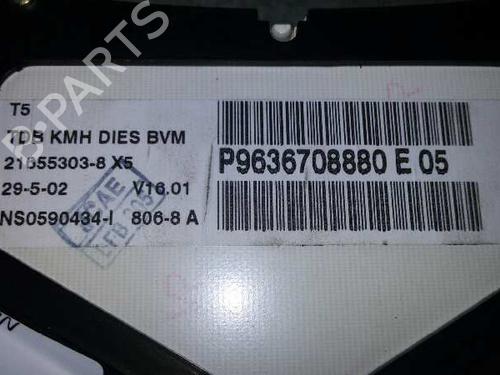 T5
TDB KMH DIES BVM
21655303-8 X5
29-5-02 V16.01
NS0590434-I 806-8 A
P9636708880 E 05
PARTS